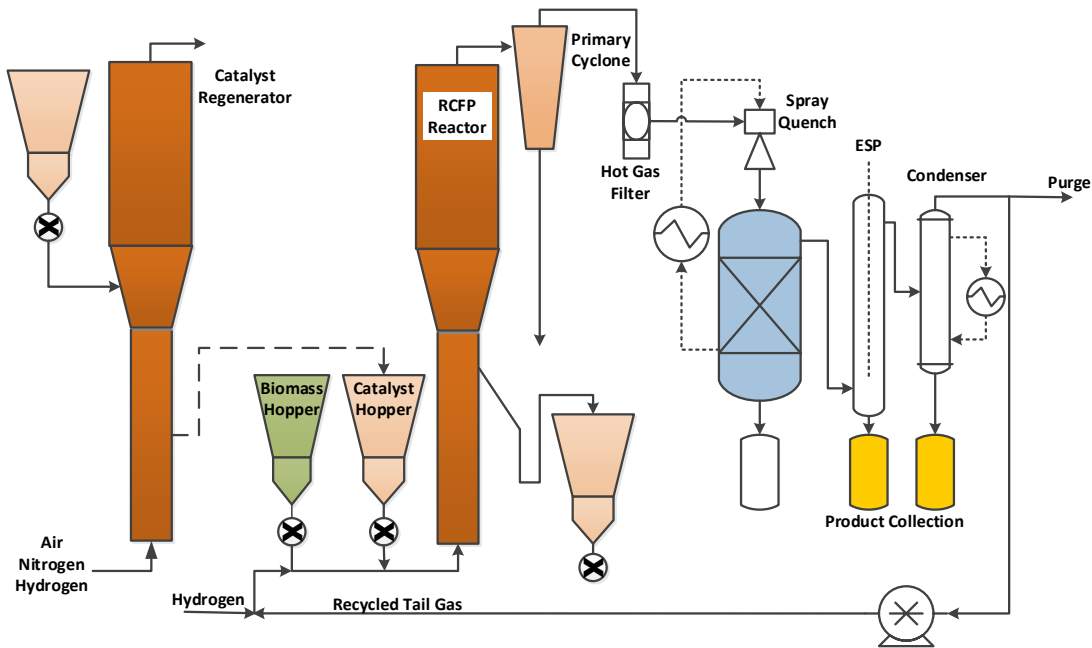 Catalyst
Regenerator
RCFP
Reactor
Primary
Cyclone
Spray
Quench
Hot Gas
Filter
ESP
Condenser
Purge
Biomass
Hopper
Catalyst
Hopper
Product Collection
Air
Nitrogen
Hydrogen
Hydrogen
Recycled Tail Gas